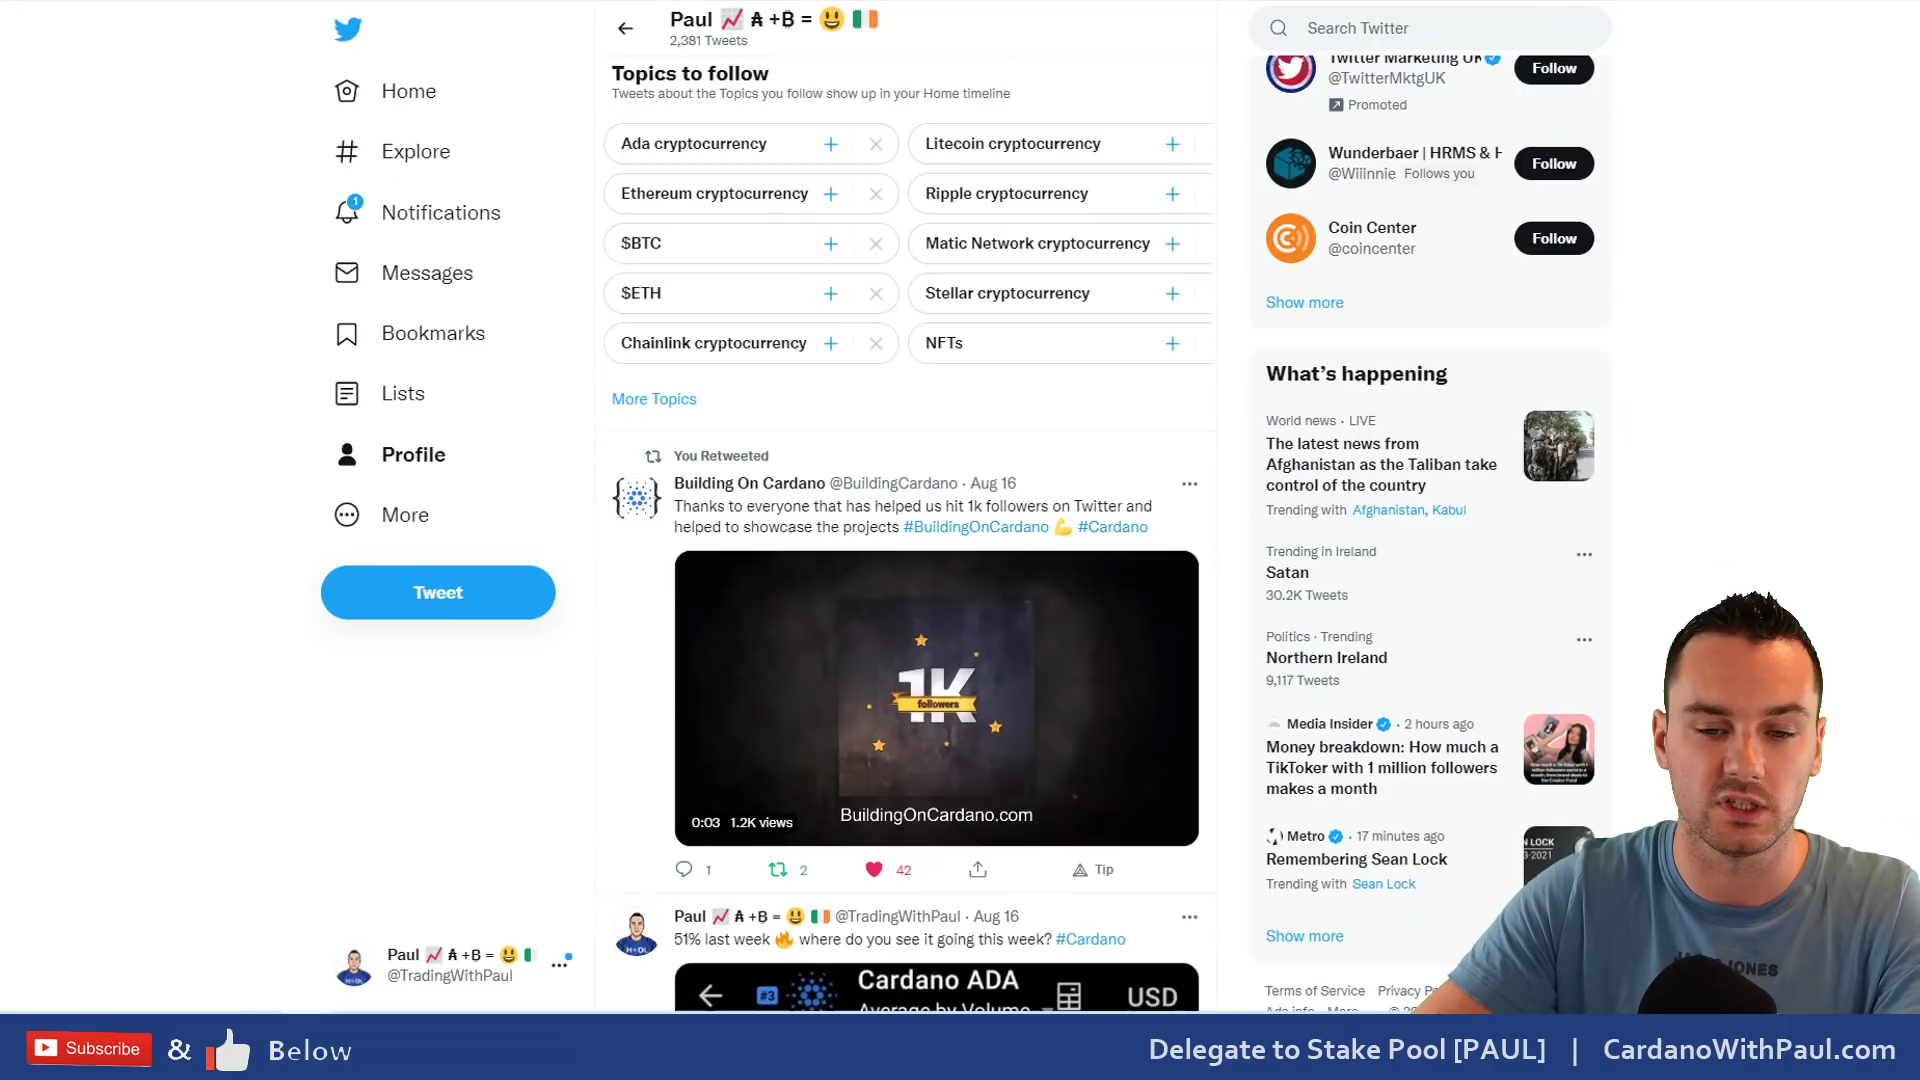 Home
Explore
1
Notifications
Messages
Bookmarks
Lists
Profile
More
Tweet
Paul 📈 ₳ +₿ = 😃
@TradingWithPaul
Paul 📈 ₳ +₿ = 😃 🇮🇪
2,381 Tweets
Topics to follow
Tweets about the Topics you follow show up in your Home timeline
Ada cryptocurrency
Litecoin cryptocurrency
Ethereum cryptocurrency
Ripple cryptocurrency
$BTC
Matic Network cryptocurrency
$ETH
Stellar cryptocurrency
Chainlink cryptocurrency
NFTs
More Topics
You Retweeted
Building On Cardano @BuildingCardano · Aug 16
Thanks to everyone that has helped us hit 1k followers on Twitter and
helped to showcase the projects #BuildingOnCardano 💪 #Cardano
1K
followers
BuildingOnCardano.com
0:03 1.2K views
1 2 42 Tip
Paul 📈 ₳ +₿ = 😃 🇮🇪 @TradingWithPaul · Aug 16
51% last week 🔥 where do you see it going this week? #Cardano
#3 Cardano ADA USD
Average by Volume
Search Twitter
Twitter Marketing UK
@TwitterMktgUK
Follow
Promoted
Wunderbaer | HRMS &
@Wiiinnie Follows you
Follow
Coin Center
@coincenter
Follow
Show more
What's happening
World news · LIVE
The latest news from
Afghanistan as the Taliban take
control of the country
Trending with Afghanistan, Kabul
Trending in Ireland
Satan
30.2K Tweets
Politics · Trending
Northern Ireland
9,117 Tweets
Media Insider · 2 hours ago
Money breakdown: How much a
TikToker with 1 million followers
makes a month
Metro · 17 minutes ago
Remembering Sean Lock
Trending with Sean Lock
Show more
Terms of Service
Subscribe & Below
Delegate to Stake Pool [PAUL] | CardanoWithPaul.com